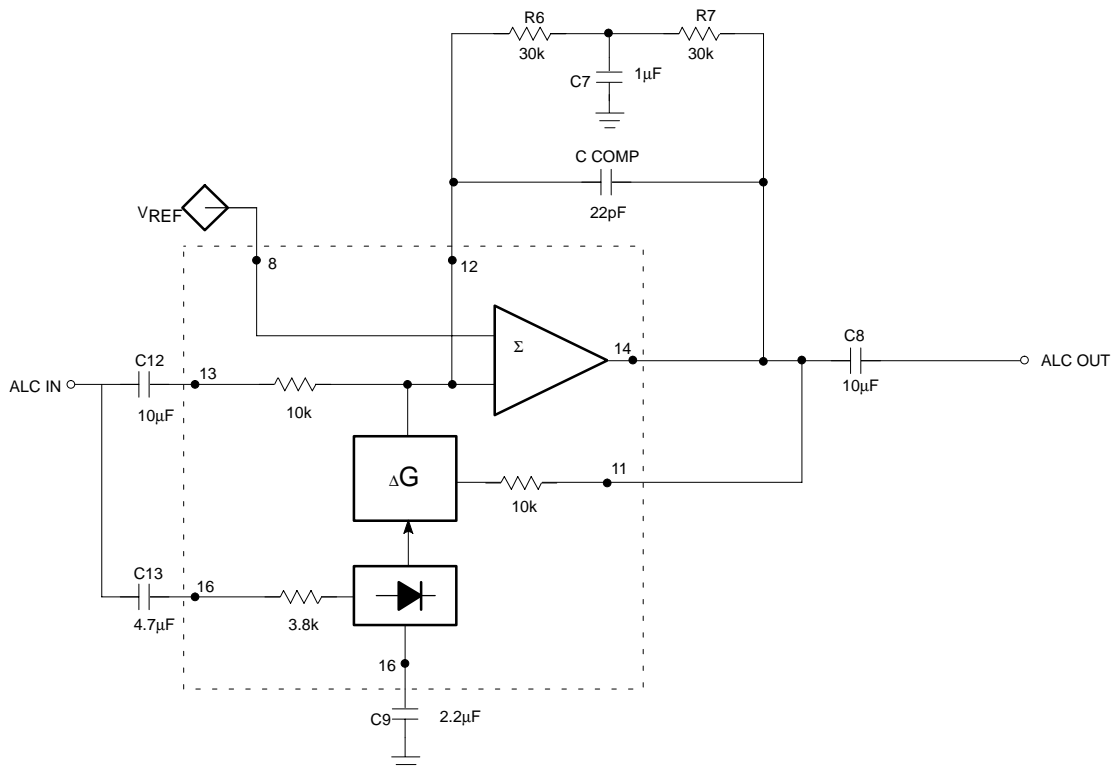 R6
R7
30k
30k
C7
1µF
C COMP
22pF
VREF
8
12
Σ
14
C8
10µF
ALC OUT
C12
13
ALC IN
10µF
10k
ΔG
11
10k
C13
16
4.7µF
3.8k
16
C9
2.2µF